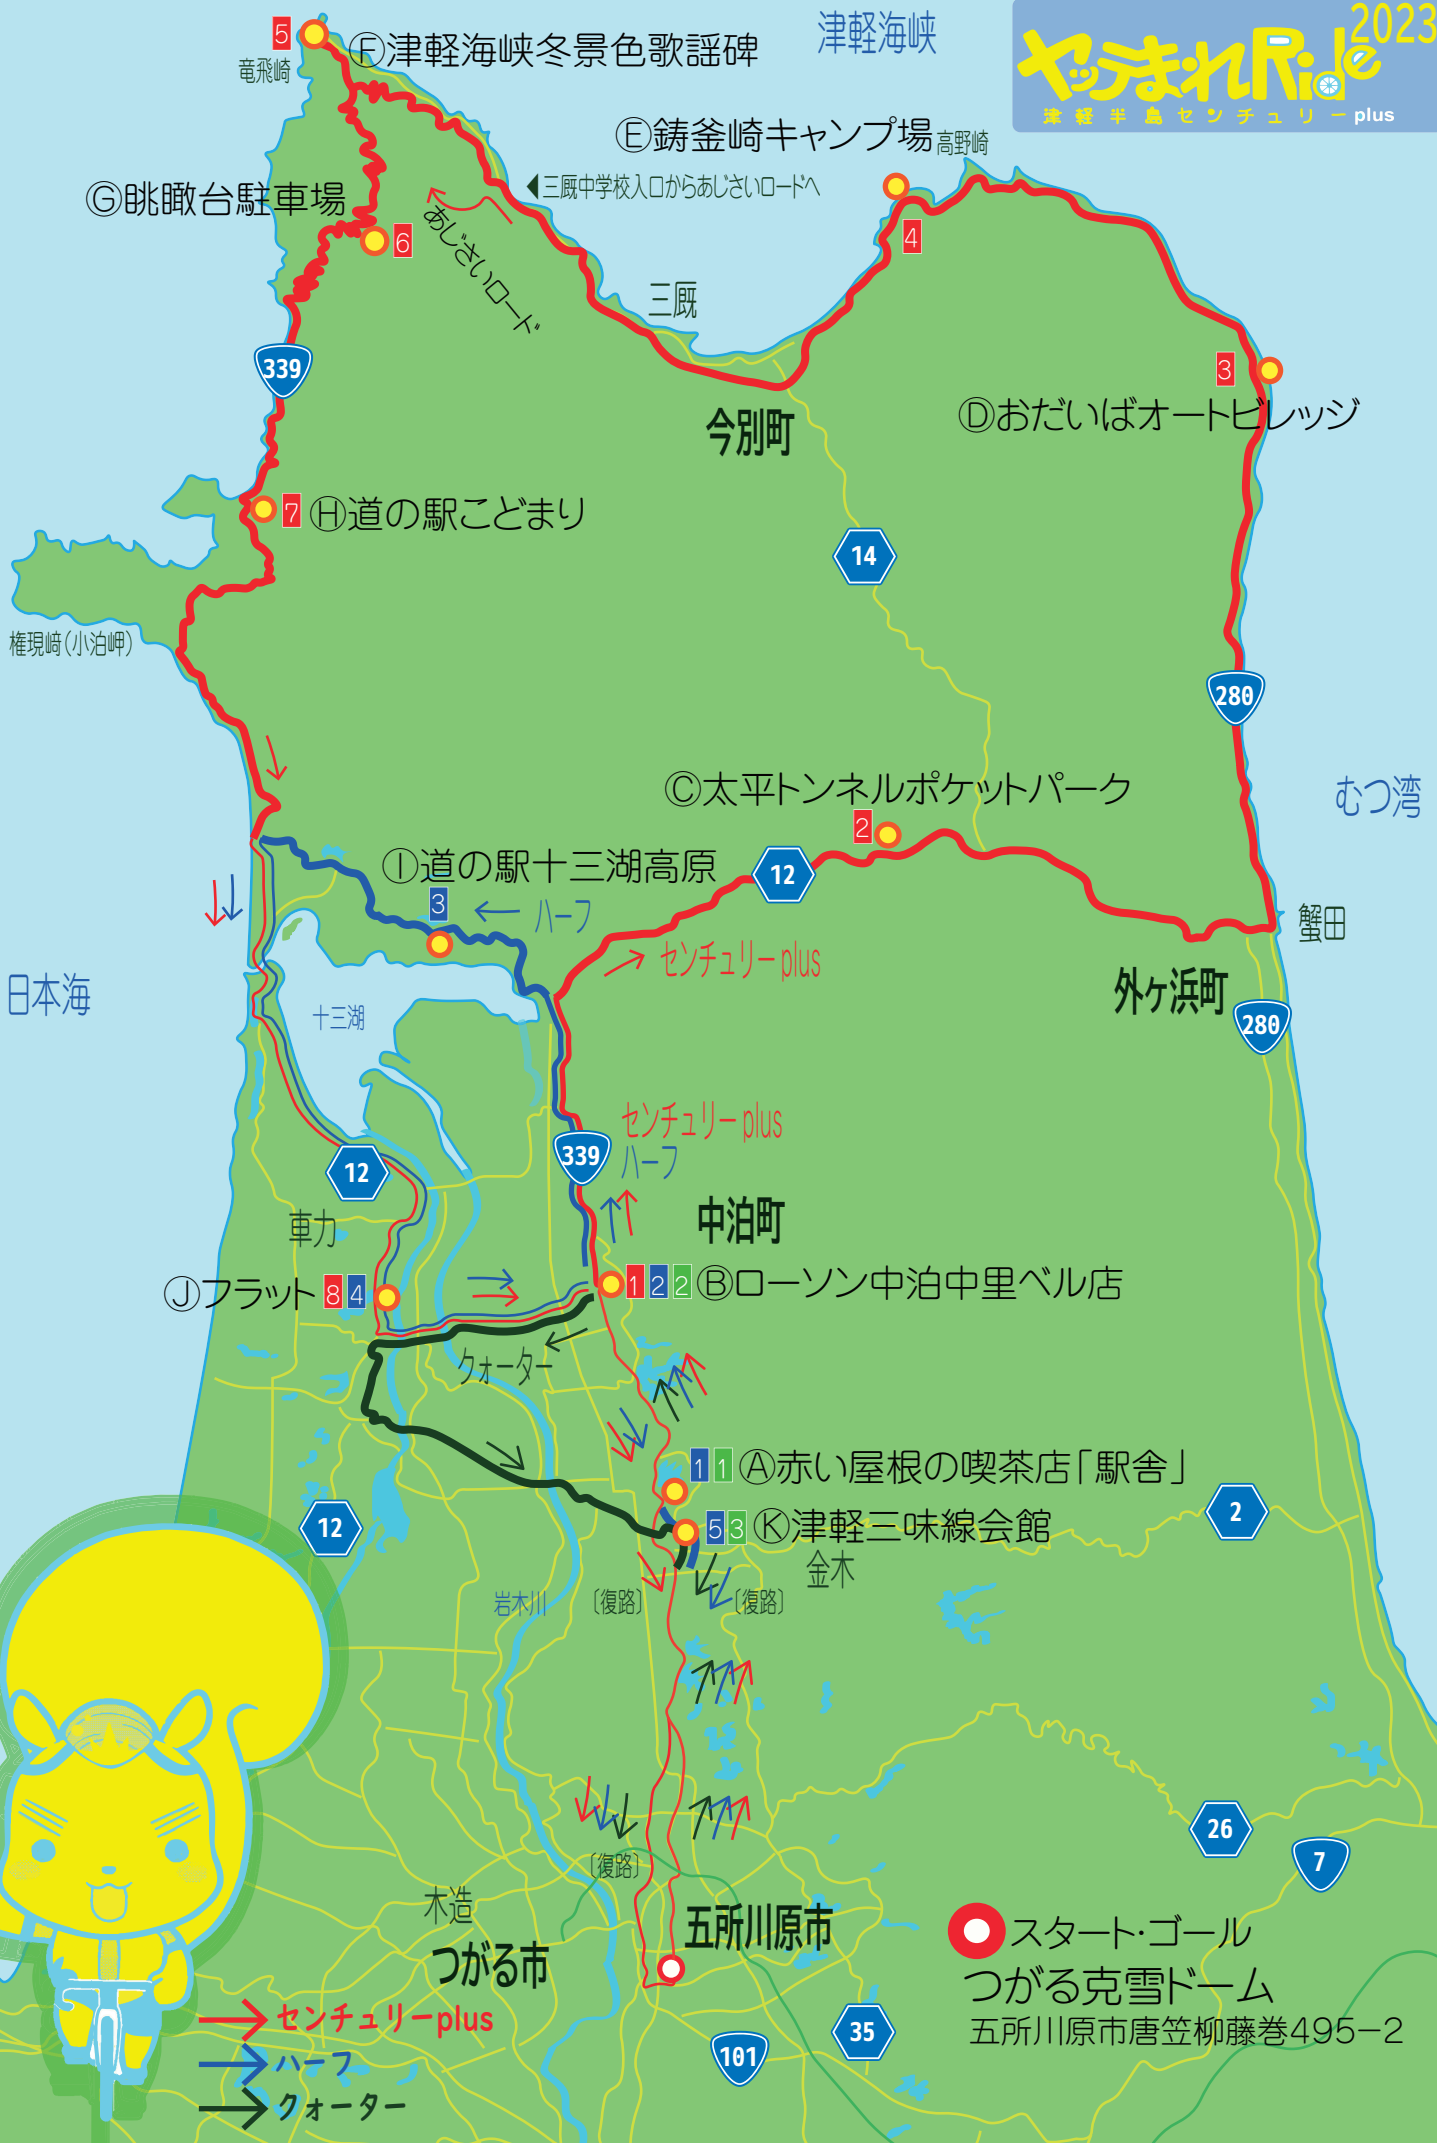 津軽海峡
2023
ヤッテまれRide
津軽半島センチュリーplus
5
Ⓕ津軽海峡冬景色歌謡碑
竜飛崎
Ⓔ鋳釜崎キャンプ場
高野崎
◀三厩中学校入口からあじさいロードへ
Ⓖ眺瞰台駐車場
6
4
あじさいロード
三厩
339
3
Ⓓおだいばオートビレッジ
今別町
7
Ⓗ道の駅こどまり
14
権現崎(小泊岬)
280
Ⓒ太平トンネルポケットパーク
むつ湾
2
Ⓘ道の駅十三湖高原
12
3
ハーフ
蟹田
センチュリーplus
日本海
外ヶ浜町
十三湖
280
センチュリーplus
339
ハーフ
12
中泊町
車力
Ⓙフラット
8
4
1
2
2
Ⓑローソン中泊中里ベル店
クォーター
1
1
Ⓐ赤い屋根の喫茶店「駅舎」
12
5
3
Ⓚ津軽三味線会館
2
金木
岩木川
〔復路〕
〔復路〕
26
7
〔復路〕
木造
つがる市
五所川原市
スタート・ゴール
つがる克雪ドーム
五所川原市唐笠柳藤巻495−2
センチュリーplus
101
35
ハーフ
クォーター